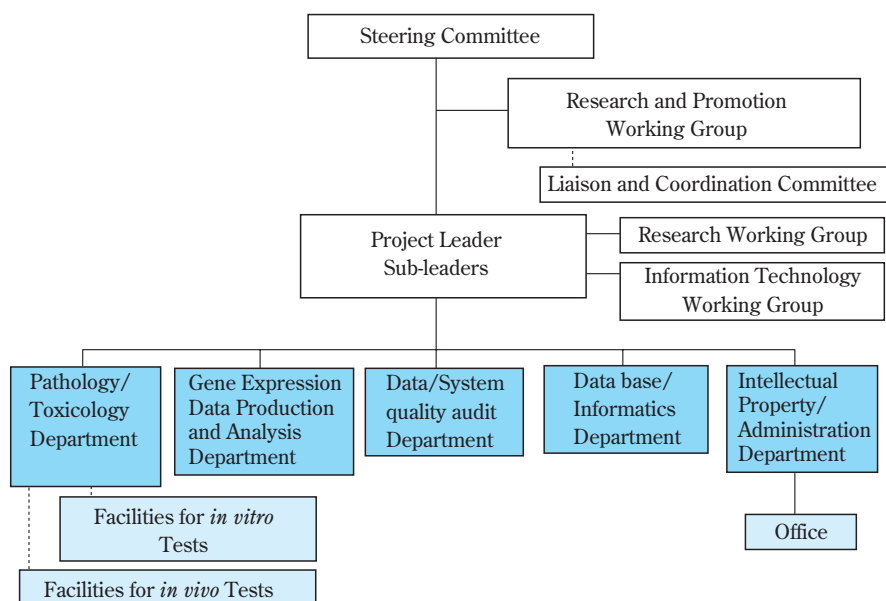 Steering Committee
Research and Promotion
Working Group
Liaison and Coordination Committee
Project Leader
Sub-leaders
Research Working Group
Information Technology
Working Group
Pathology/
Toxicology
Department
Gene Expression
Data Production
and Analysis
Department
Data/System
quality audit
Department
Data base/
Informatics
Department
Intellectual
Property/
Administration
Department
Facilities for in vitro
Tests
Office
Facilities for in vivo Tests